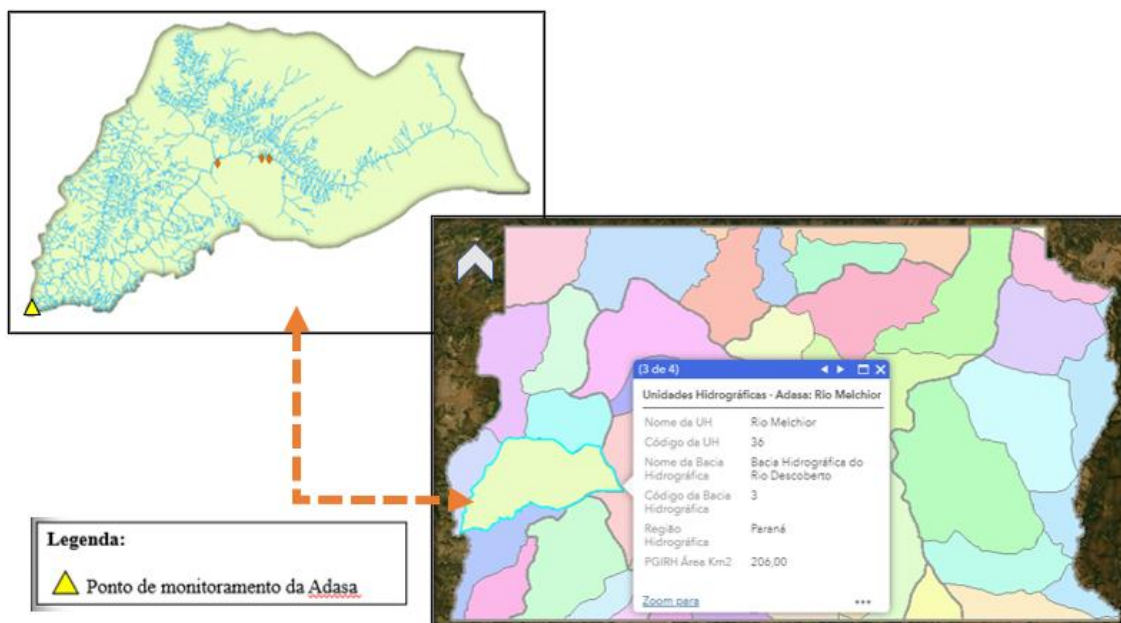 (3 de 4)
Unidades Hidrográficas - Adasa: Rio Melchior
Nome da UH Rio Melchior
Código da UH 36
Nome da Bacia Bacia Hidrográfica do
Hidrográfica Rio Descoberto
Código da Bacia 3
Hidrográfica
Região Paraná
Hidrográfica
PGIRH Área Km2 206,00
Zoom para
Legenda:
Ponto de monitoramento da Adasa